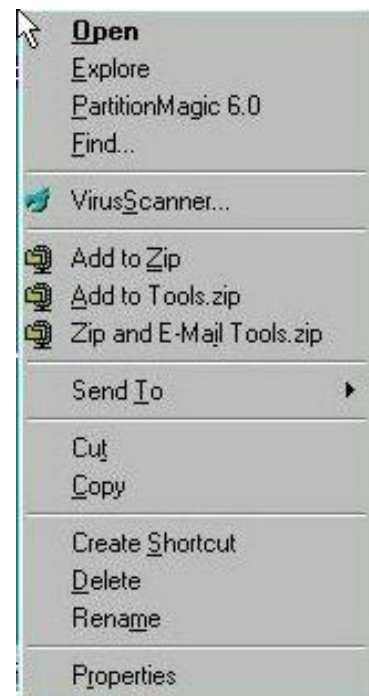 Open
Explore
PartitionMagic 6.0
Find...
VirusScanner...
Add to Zip
Add to Tools.zip
Zip and E-Mail Tools.zip
Send To
Cut
Copy
Create Shortcut
Delete
Rename
Properties